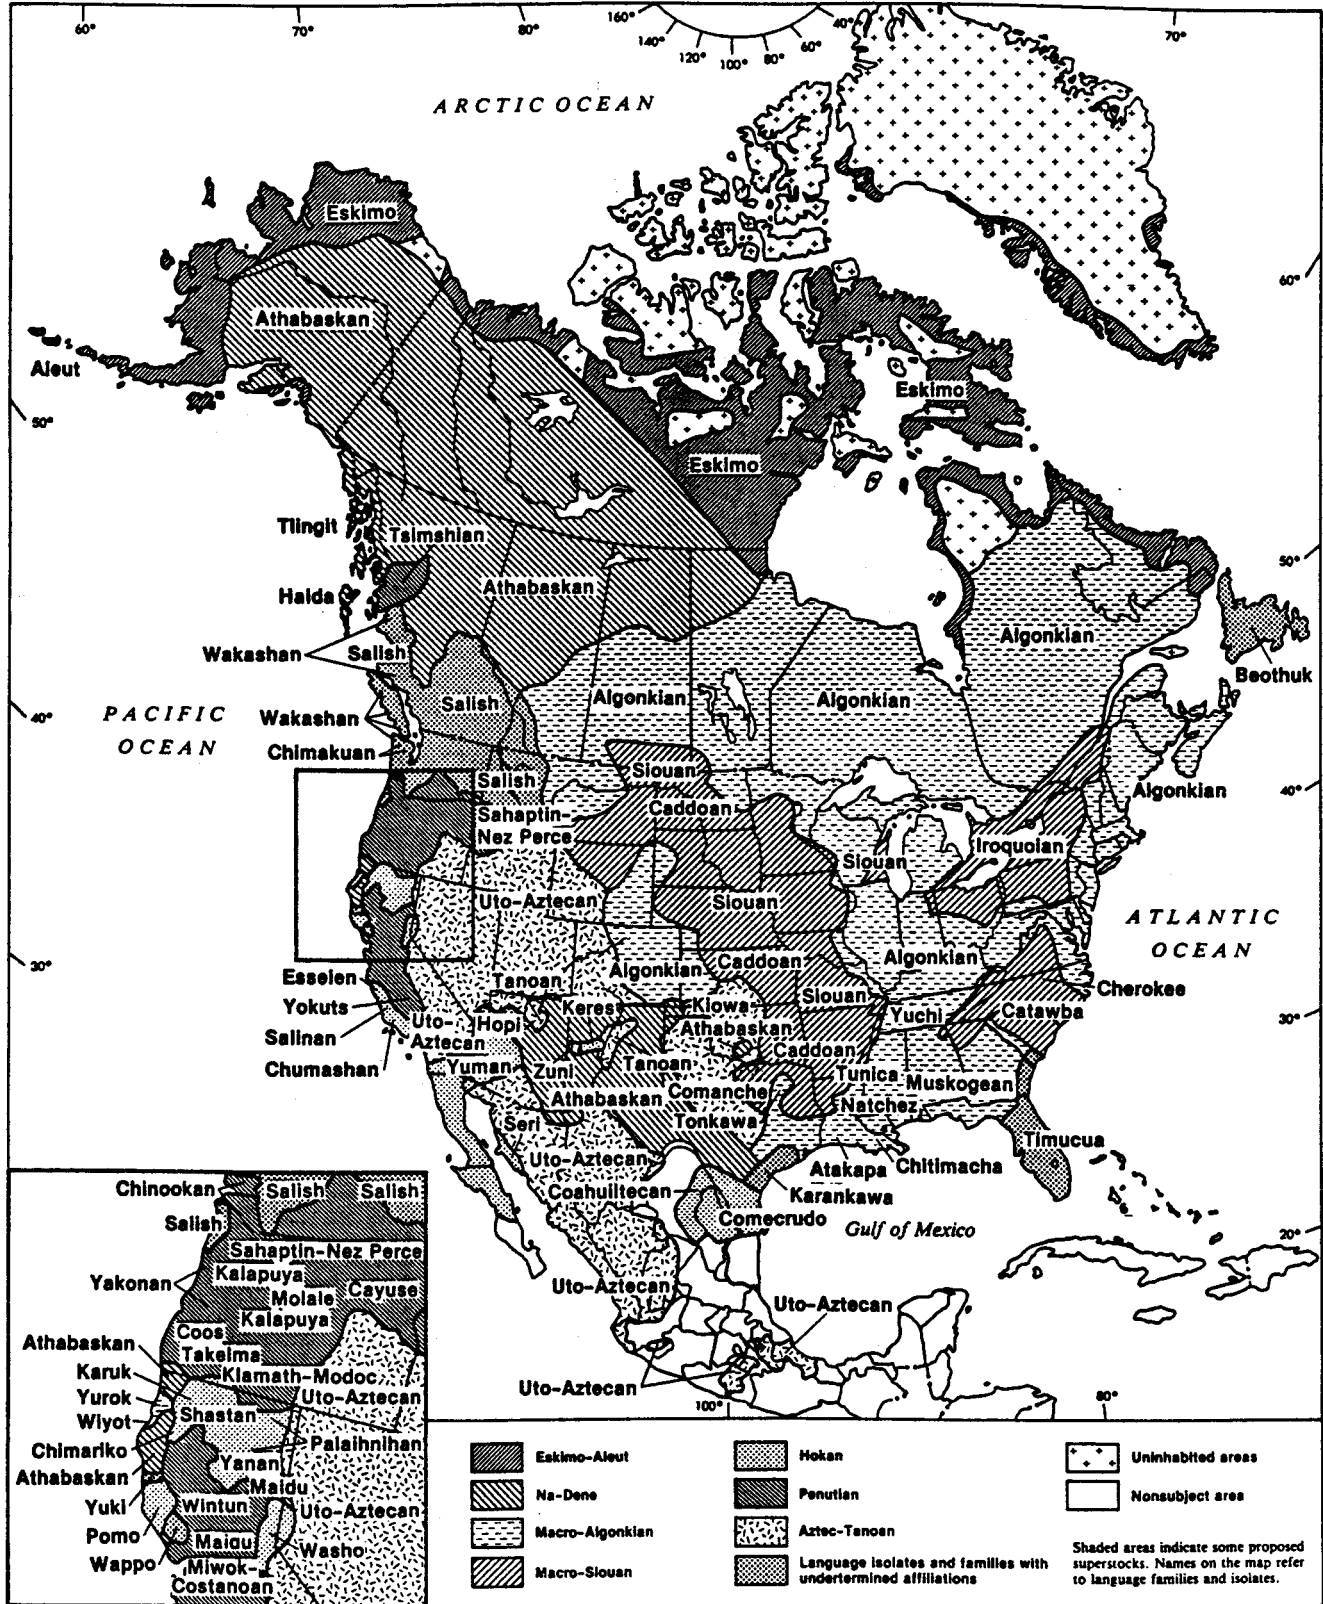 60°
70°
80°
160°
140°
120°
100°
80°
60°
40°
70°
ARCTIC OCEAN
Eskimo
60°
Athabaskan
Aleut
Eskimo
50°
Eskimo
Tlingit
Tsimshian
50°
Athabaskan
Haida
Algonkian
Wakashan
Salish
Beothuk
Algonkian
Algonkian
Salish
PACIFIC
OCEAN
40°
Wakashan
Chimakuan
Siouan
Salish
Algonkian
40°
Caddoan
Sahaptin-
Nez Perce
Iroquoian
Siouan
Uto-Aztecan
Siouan
ATLANTIC
OCEAN
30°
Algonkian
Caddoan
Algonkian
Esselen
Tanoan
Cherokee
Yokuts
Keres
Kiowa
Siouan
Yuchi
Catawba
30°
Salinan
Uto-
Aztecan
Hopi
Athabaskan
Caddoan
Chumashan
Yuman
Zuni
Tanoan
Tunica
Muskogean
Athabaskan
Comanche
Natchez
Seri
Tonkawa
Timucua
Uto-Aztecan
Atakapa
Chitimacha
Coahuiltecan
Karankawa
Comecrudo
Gulf of Mexico
20°
Uto-Aztecan
Uto-Aztecan
Uto-Aztecan
100°
80°
Chinookan
Salish
Salish
Salish
Sahaptin-Nez Perce
Yakonan
Kalapuya
Molale
Cayuse
Kalapuya
Coos
Athabaskan
Takelma
Karuk
Klamath-Modoc
Yurok
Uto-Aztecan
Wiyot
Shastan
Chimariko
Palaihnihan
Athabaskan
Yanan
Maidu
Yuki
Wintun
Uto-Aztecan
Pomo
Maidu
Washo
Wappo
Miwok-
Costanoan
Eskimo-Aleut
Na-Dene
Macro-Algonkian
Macro-Siouan
Hokan
Penutian
Aztec-Tanoan
Language isolates and families with
undertermined affiliations
Uninhabited areas
Nonsubject area
Shaded areas indicate some proposed
superstocks. Names on the map refer
to language families and isolates.